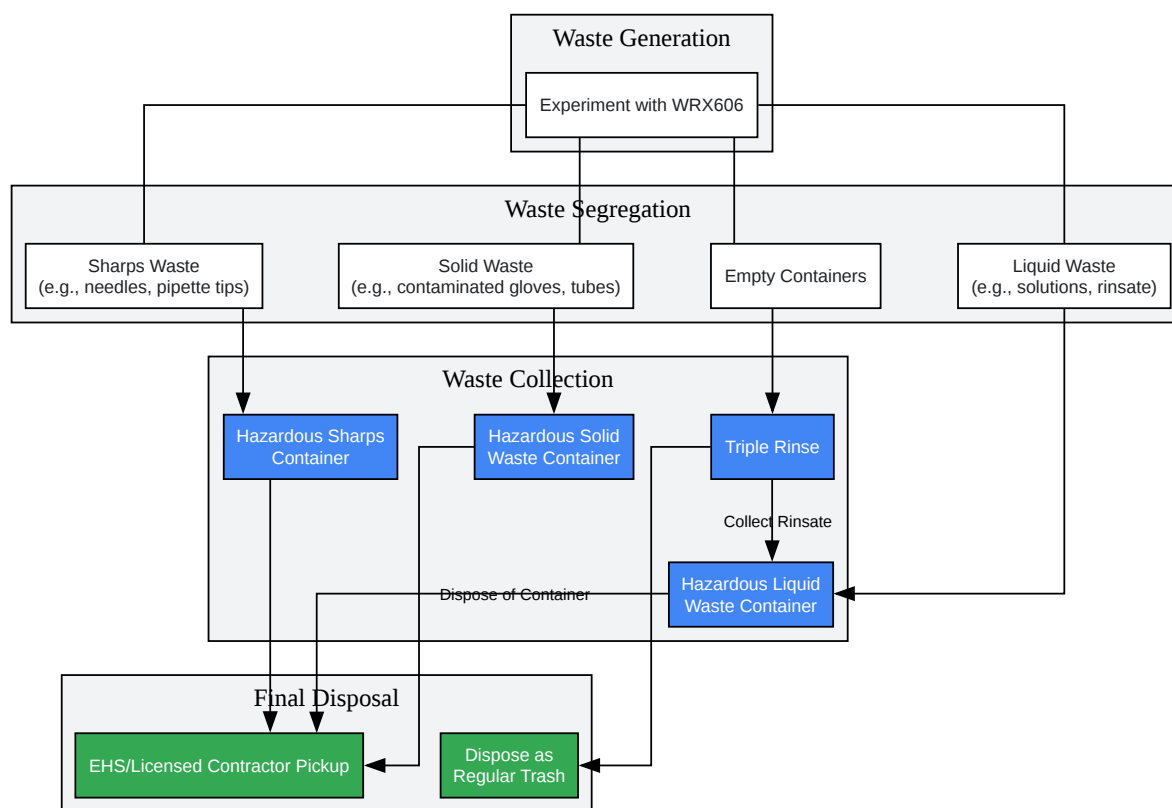 Waste Generation
Experiment with WRX606
Waste Segregation
Sharps Waste
(e.g., needles, pipette tips)
Solid Waste
(e.g., contaminated gloves, tubes)
Empty Containers
Liquid Waste
(e.g., solutions, rinsate)
Waste Collection
Hazardous Sharps
Container
Hazardous Solid
Waste Container
Triple Rinse
Collect Rinsate
Hazardous Liquid
Waste Container
Dispose of Container
Final Disposal
EHS/Licensed Contractor Pickup
Dispose as
Regular Trash